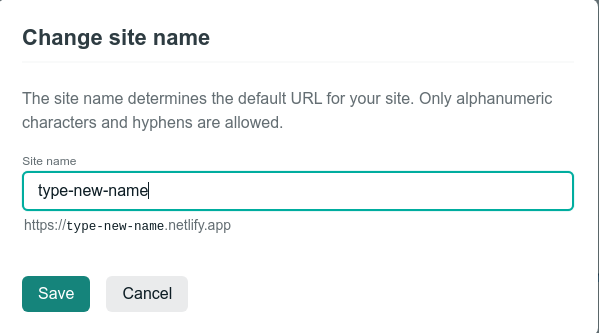 Change site name
The site name determines the default URL for your site. Only alphanumeric
characters and hyphens are allowed.
Site name
type-new-name
https://type-new-name.netlify.app
Save Cancel